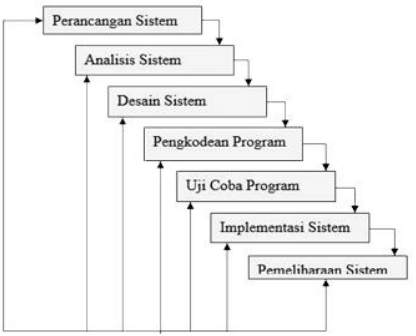 Perancangan Sistem
Analisis Sistem
Desain Sistem
Pengkodean Program
Uji Coba Program
Implementasi Sistem
Pemeliharaan Sistem